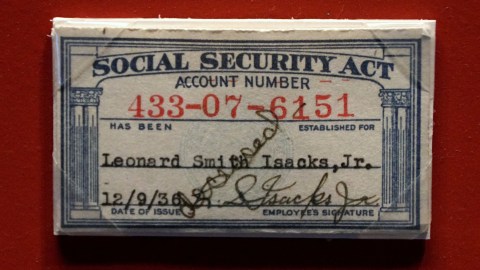 SOCIAL SECURITY ACT
ACCOUNT NUMBER
433-07-6151
HAS BEEN ESTABLISHED FOR
Leonard Smith Isacks, Jr.
Deceased
12/9/36 L. S. Isacks Jr.
DATE OF ISSUE EMPLOYEE'S SIGNATURE